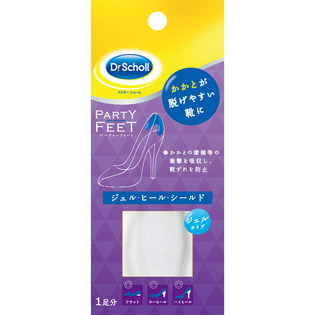 Dr.Scholl
ドクター・ショール
かかとが
脱げやすい
靴に
PARTY
FEET
パーティーフィート
●かかとの摩擦等の
衝撃を吸収し、
靴ずれを防止
ジェル・ヒール・シールド
ジェル
タイプ
1足分
フラット
ローヒール
ハイヒール